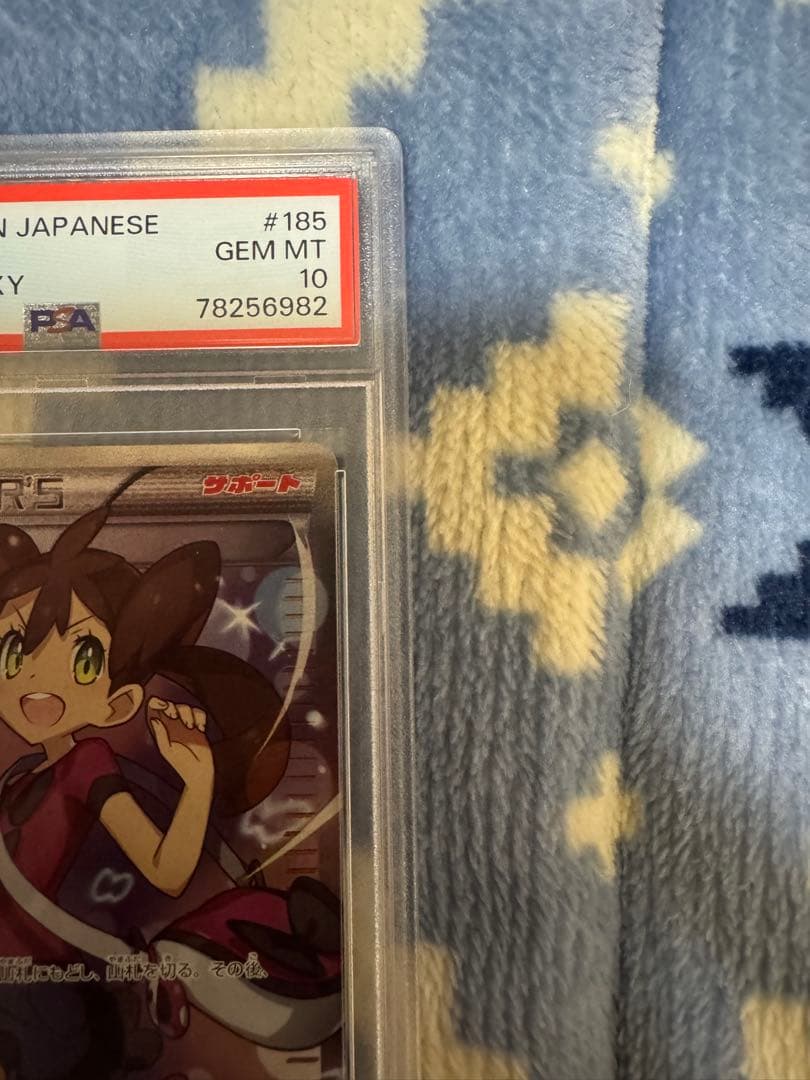 N JAPANESE #185
GEM MT
XY 10
PSA 78256982
R'S サポート
山札にもどし、山札を切る。その後、